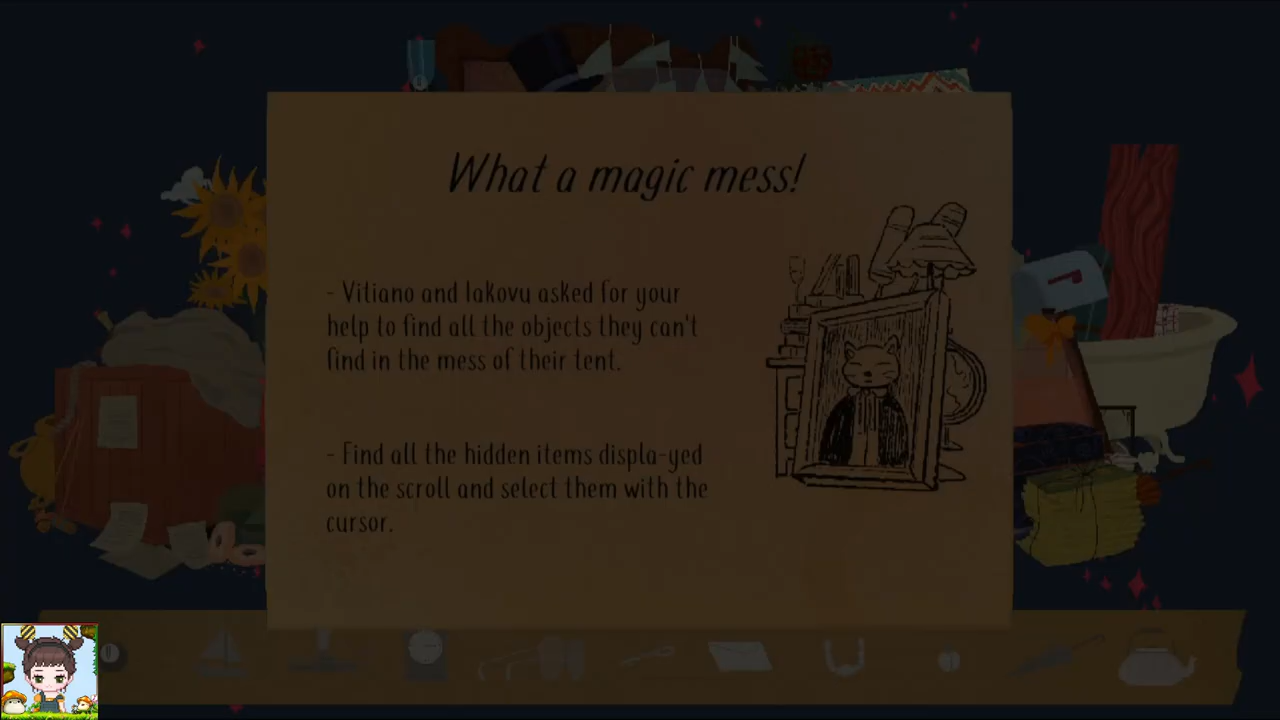 What a magic mess!
- Vitiano and Iakovu asked for your
help to find all the objects they can't
find in the mess of their tent.
- Find all the hidden items displa-yed
on the scroll and select them with the
cursor.